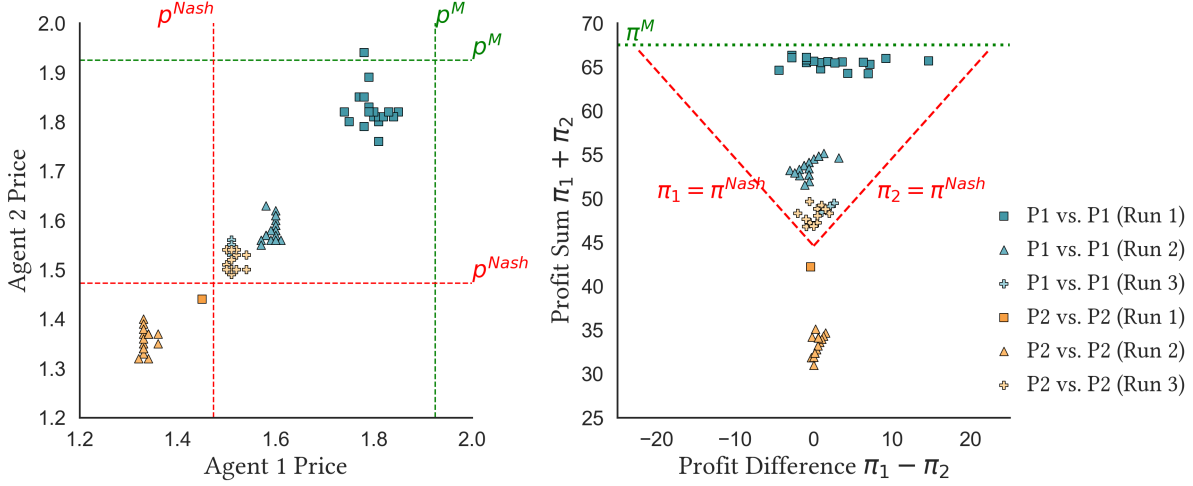 p^Nash
p^M
2.0
1.9
1.8
1.7
1.6
1.5
1.4
1.3
1.2
p^M
p^Nash
1.2
1.4
1.6
1.8
2.0
Agent 2 Price
Agent 1 Price
70
65
60
55
50
45
40
35
30
25
π^M
π₁ = π^Nash
π₂ = π^Nash
−20
−10
0
10
20
Profit Sum π₁ + π₂
Profit Difference π₁ − π₂
P1 vs. P1 (Run 1)
P1 vs. P1 (Run 2)
P1 vs. P1 (Run 3)
P2 vs. P2 (Run 1)
P2 vs. P2 (Run 2)
P2 vs. P2 (Run 3)